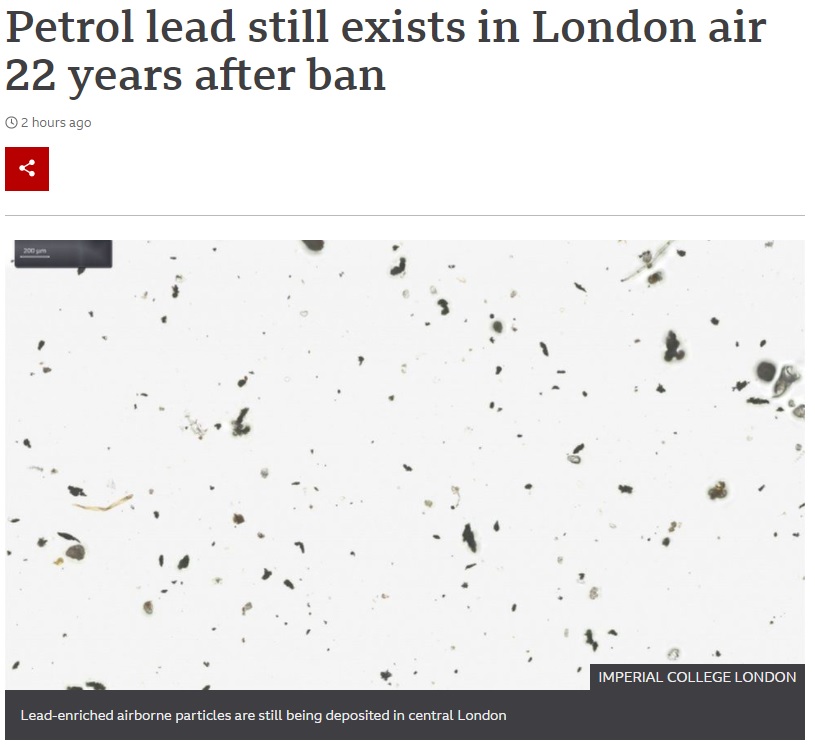 Petrol lead still exists in London air
22 years after ban
2 hours ago
200 µm
IMPERIAL COLLEGE LONDON
Lead-enriched airborne particles are still being deposited in central London